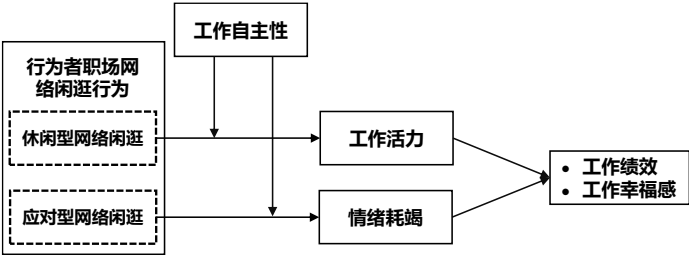 工作自主性
行为者职场网
络闲逛行为
休闲型网络闲逛
工作活力
应对型网络闲逛
情绪耗竭
• 工作绩效
• 工作幸福感